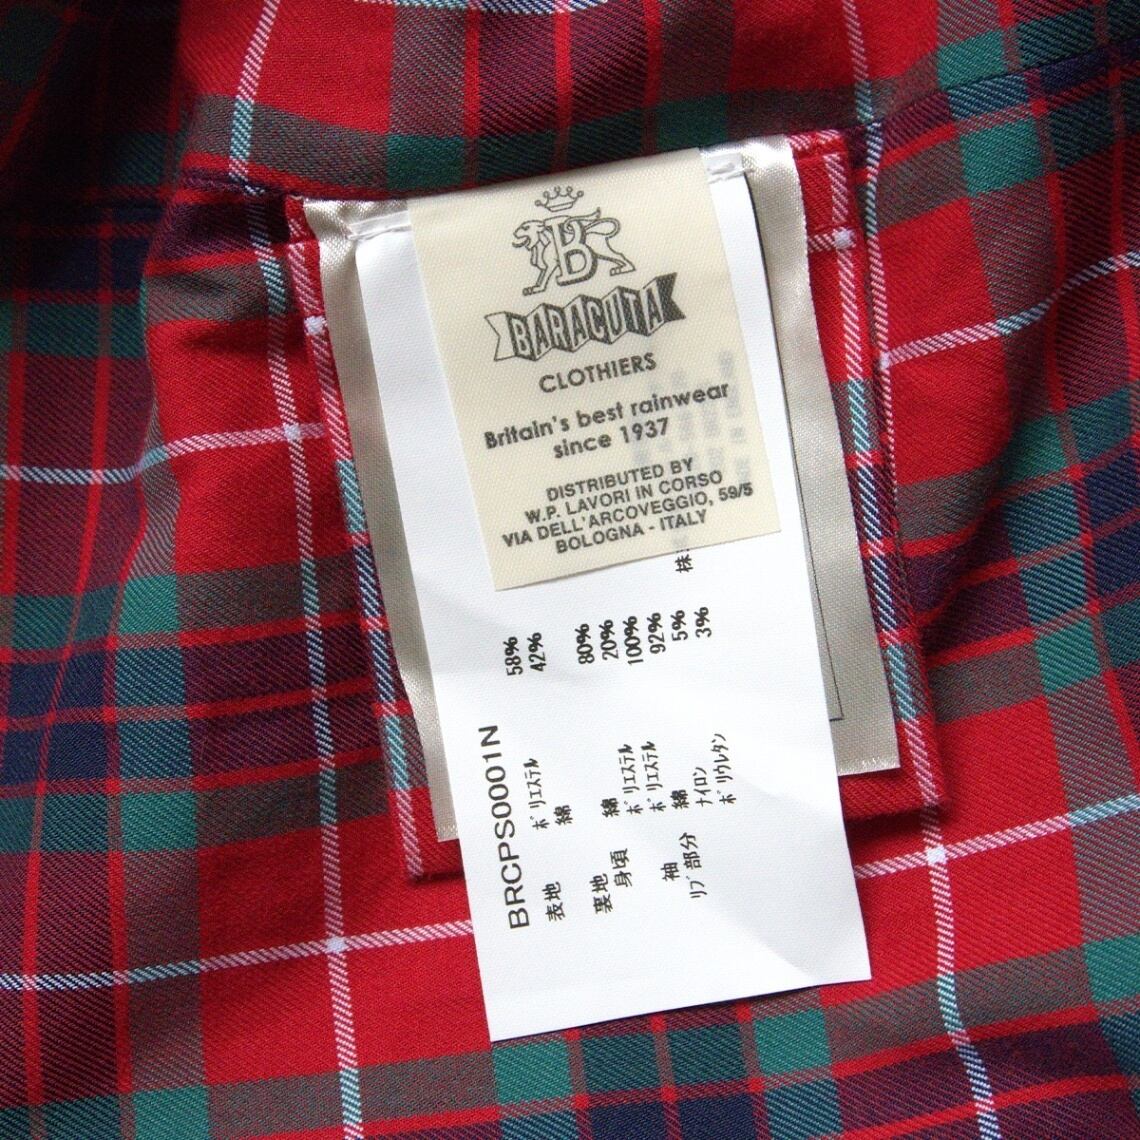 B
BARACUTA
CLOTHIERS
Britain's best rainwear
since 1937
DISTRIBUTED BY
W.P. LAVORI IN CORSO
VIA DELL'ARCOVEGGIO, 59/5
BOLOGNA - ITALY
BRCPS0001N
表地 ﾎﾟﾘｴｽﾃﾙ 58%
綿 42%
裏地
身頃 綿 80%
ﾎﾟﾘｴｽﾃﾙ 20%
袖 ﾎﾟﾘｴｽﾃﾙ 100%
ﾘﾌﾞ部分 綿 92%
ﾅｲﾛﾝ 5%
ﾎﾟﾘｳﾚﾀﾝ 3%
株